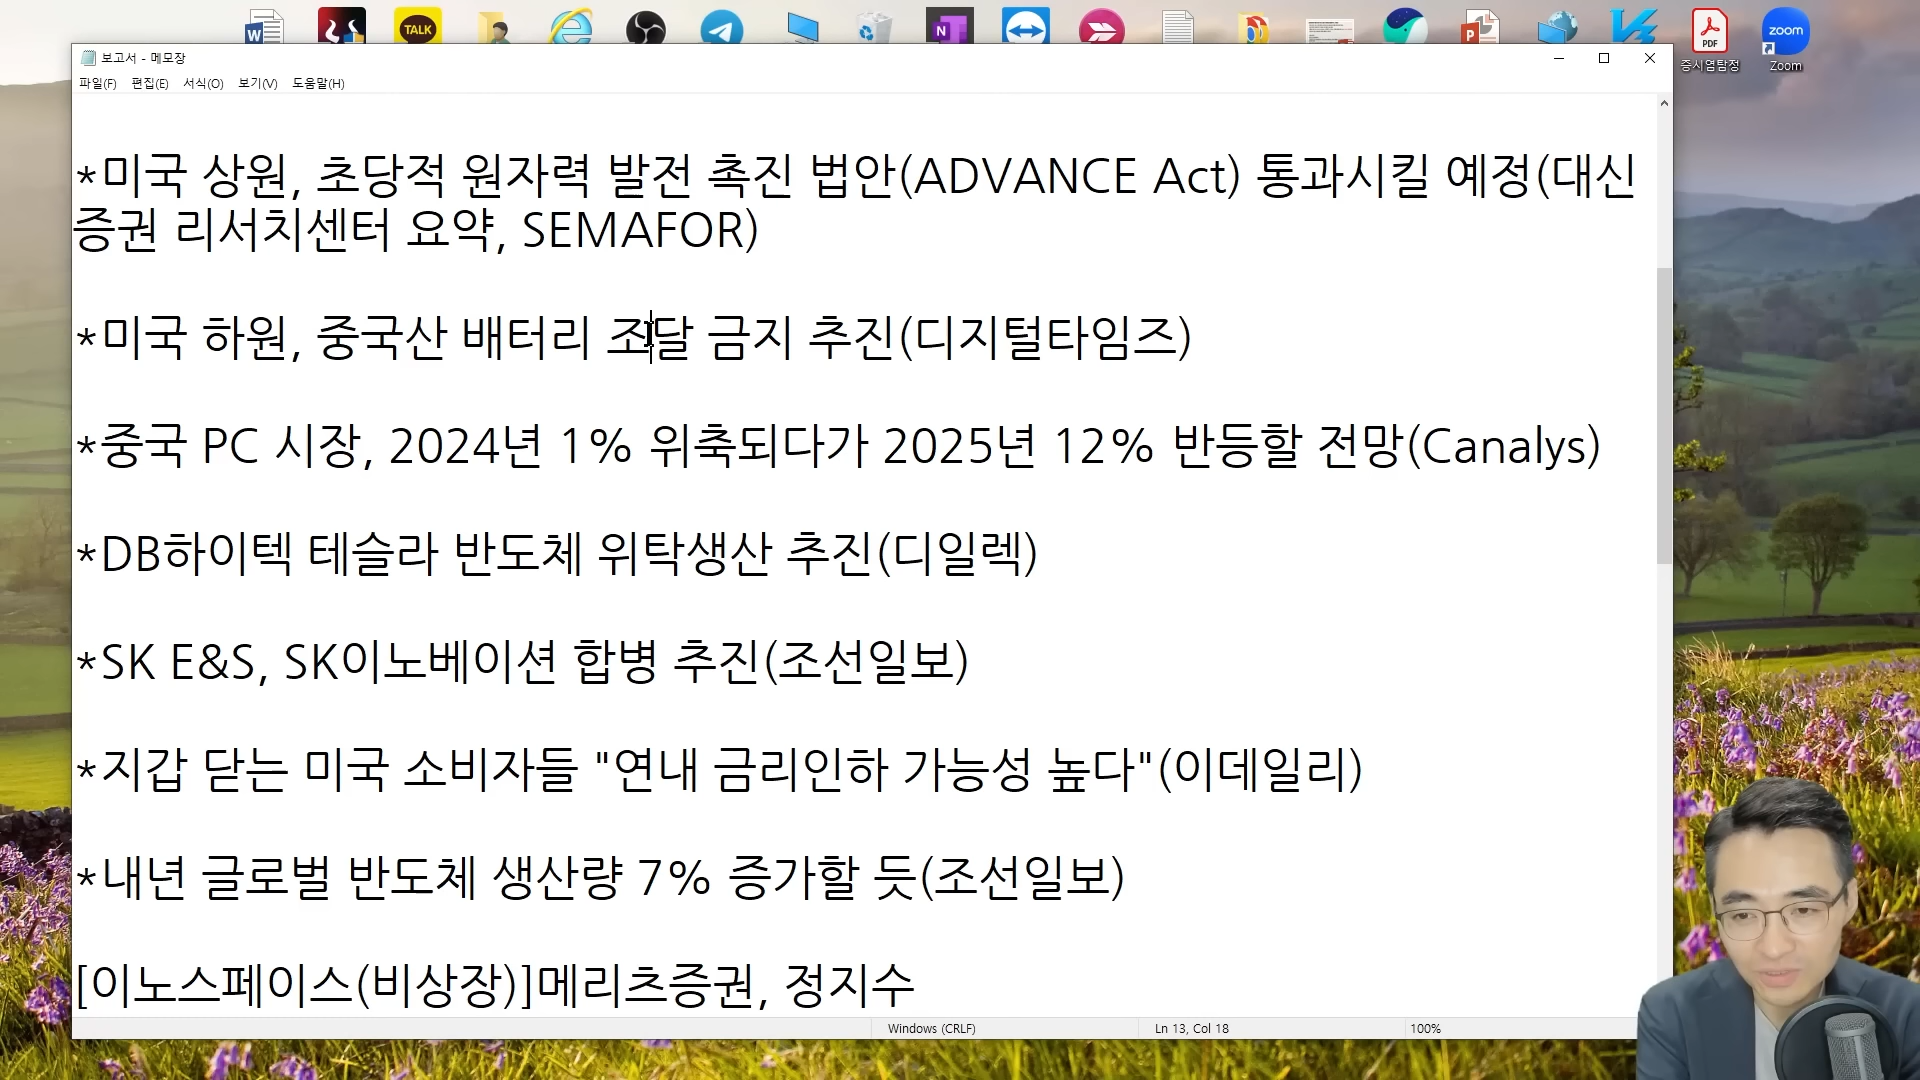 W
TALK
N
P
PDF
증시염탐정
zoom
Zoom
보고서 - 메모장
파일(F) 편집(E) 서식(O) 보기(V) 도움말(H)
*미국 상원, 초당적 원자력 발전 촉진 법안(ADVANCE Act) 통과시킬 예정(대신
증권 리서치센터 요약, SEMAFOR)
*미국 하원, 중국산 배터리 조달 금지 추진(디지털타임즈)
*중국 PC 시장, 2024년 1% 위축되다가 2025년 12% 반등할 전망(Canalys)
*DB하이텍 테슬라 반도체 위탁생산 추진(디일렉)
*SK E&S, SK이노베이션 합병 추진(조선일보)
*지갑 닫는 미국 소비자들 "연내 금리인하 가능성 높다"(이데일리)
*내년 글로벌 반도체 생산량 7% 증가할 듯(조선일보)
[이노스페이스(비상장)]메리츠증권, 정지수
Windows (CRLF) Ln 13, Col 18 100%